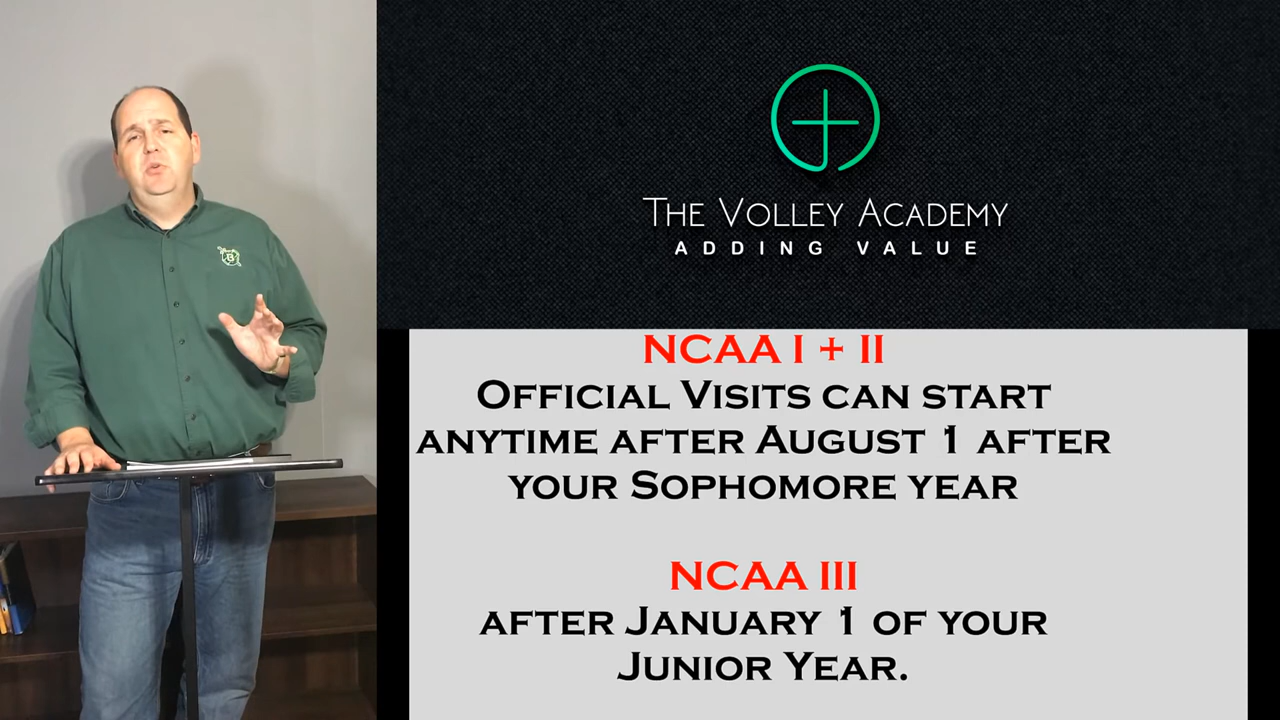 The Volley Academy
ADDING VALUE
NCAA I + II
Official Visits can start
anytime after August 1 after
your Sophomore year
NCAA III
after January 1 of your
Junior Year.
B